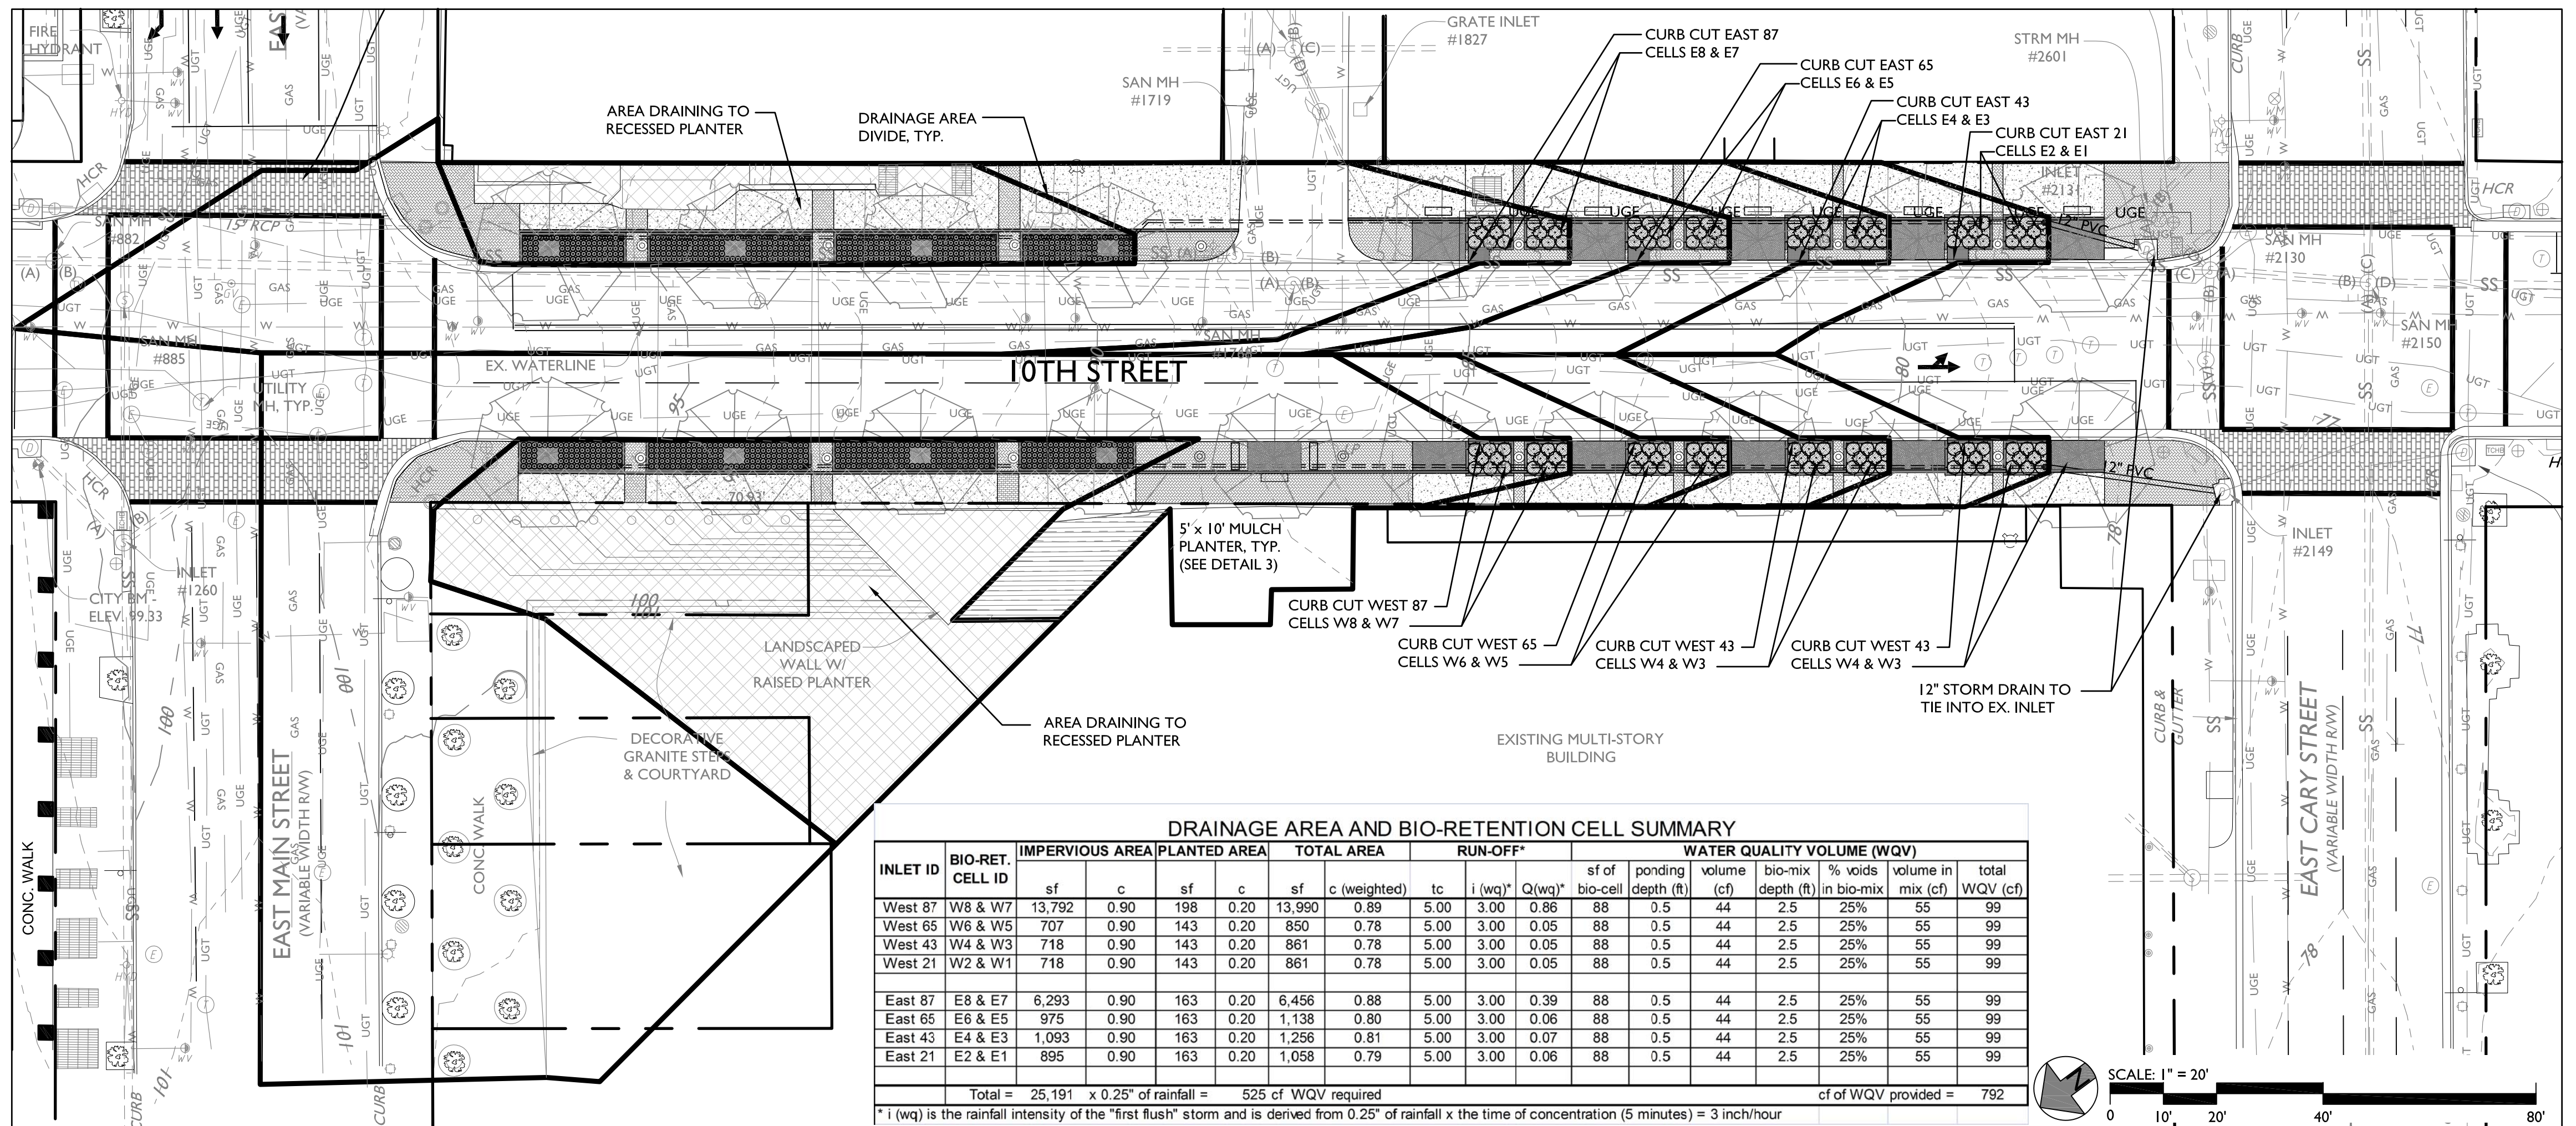 FIRE
HYDRANT
GRATE INLET
#1827
CURB CUT EAST 87
CELLS E8 & E7
STRM MH
#2601
CURB CUT EAST 65
CELLS E6 & E5
SAN MH
#1719
CURB CUT EAST 43
CELLS E4 & E3
AREA DRAINING TO
RECESSED PLANTER
DRAINAGE AREA
DIVIDE, TYP.
CURB CUT EAST 21
CELLS E2 & E1
INLET
#2131
HCR
HCR
SAN MH
#882
15" RCP
12" PVC
SAN MH
#2130
SAN MH
#885
SAN MH
#2150
UTILITY
MH, TYP.
EX. WATERLINE
10TH STREET
95
80
77
HCR
70.93'
12" PVC
78
HCR
HCR
5' x 10' MULCH
PLANTER, TYP.
(SEE DETAIL 3)
INLET
#2149
INLET
#1260
CITY BM
ELEV. 99.33
100
101
CURB CUT WEST 87
CELLS W8 & W7
CURB CUT WEST 65
CELLS W6 & W5
CURB CUT WEST 43
CELLS W4 & W3
CURB CUT WEST 43
CELLS W4 & W3
LANDSCAPED
WALL W/
RAISED PLANTER
12" STORM DRAIN TO
TIE INTO EX. INLET
AREA DRAINING TO
RECESSED PLANTER
DECORATIVE
GRANITE STEPS
& COURTYARD
EXISTING MULTI-STORY
BUILDING
CURB &
GUTTER
EAST MAIN STREET
(VARIABLE WIDTH R/W)
EAST CARY STREET
(VARIABLE WIDTH R/W)
CONC. WALK
CONC. WALK
DRAINAGE AREA AND BIO-RETENTION CELL SUMMARY
INLET ID BIO-RET. CELL ID IMPERVIOUS AREA PLANTED AREA TOTAL AREA RUN-OFF* WATER QUALITY VOLUME (WQV)
sf c sf c sf c (weighted) tc i (wq)* Q(wq)* sf of bio-cell ponding depth (ft) volume (cf) bio-mix depth (ft) % voids in bio-mix volume in mix (cf) total WQV (cf)
West 87 W8 & W7 13,792 0.90 198 0.20 13,990 0.89 5.00 3.00 0.86 88 0.5 44 2.5 25% 55 99
West 65 W6 & W5 707 0.90 143 0.20 850 0.78 5.00 3.00 0.05 88 0.5 44 2.5 25% 55 99
West 43 W4 & W3 718 0.90 143 0.20 861 0.78 5.00 3.00 0.05 88 0.5 44 2.5 25% 55 99
West 21 W2 & W1 718 0.90 143 0.20 861 0.78 5.00 3.00 0.05 88 0.5 44 2.5 25% 55 99
East 87 E8 & E7 6,293 0.90 163 0.20 6,456 0.88 5.00 3.00 0.39 88 0.5 44 2.5 25% 55 99
East 65 E6 & E5 975 0.90 163 0.20 1,138 0.80 5.00 3.00 0.06 88 0.5 44 2.5 25% 55 99
East 43 E4 & E3 1,093 0.90 163 0.20 1,256 0.81 5.00 3.00 0.07 88 0.5 44 2.5 25% 55 99
East 21 E2 & E1 895 0.90 163 0.20 1,058 0.79 5.00 3.00 0.06 88 0.5 44 2.5 25% 55 99
Total = 25,191 x 0.25" of rainfall = 525 cf WQV required cf of WQV provided = 792
* i (wq) is the rainfall intensity of the "first flush" storm and is derived from 0.25" of rainfall x the time of concentration (5 minutes) = 3 inch/hour
N
SCALE: 1" = 20'
0 10' 20' 40' 80'